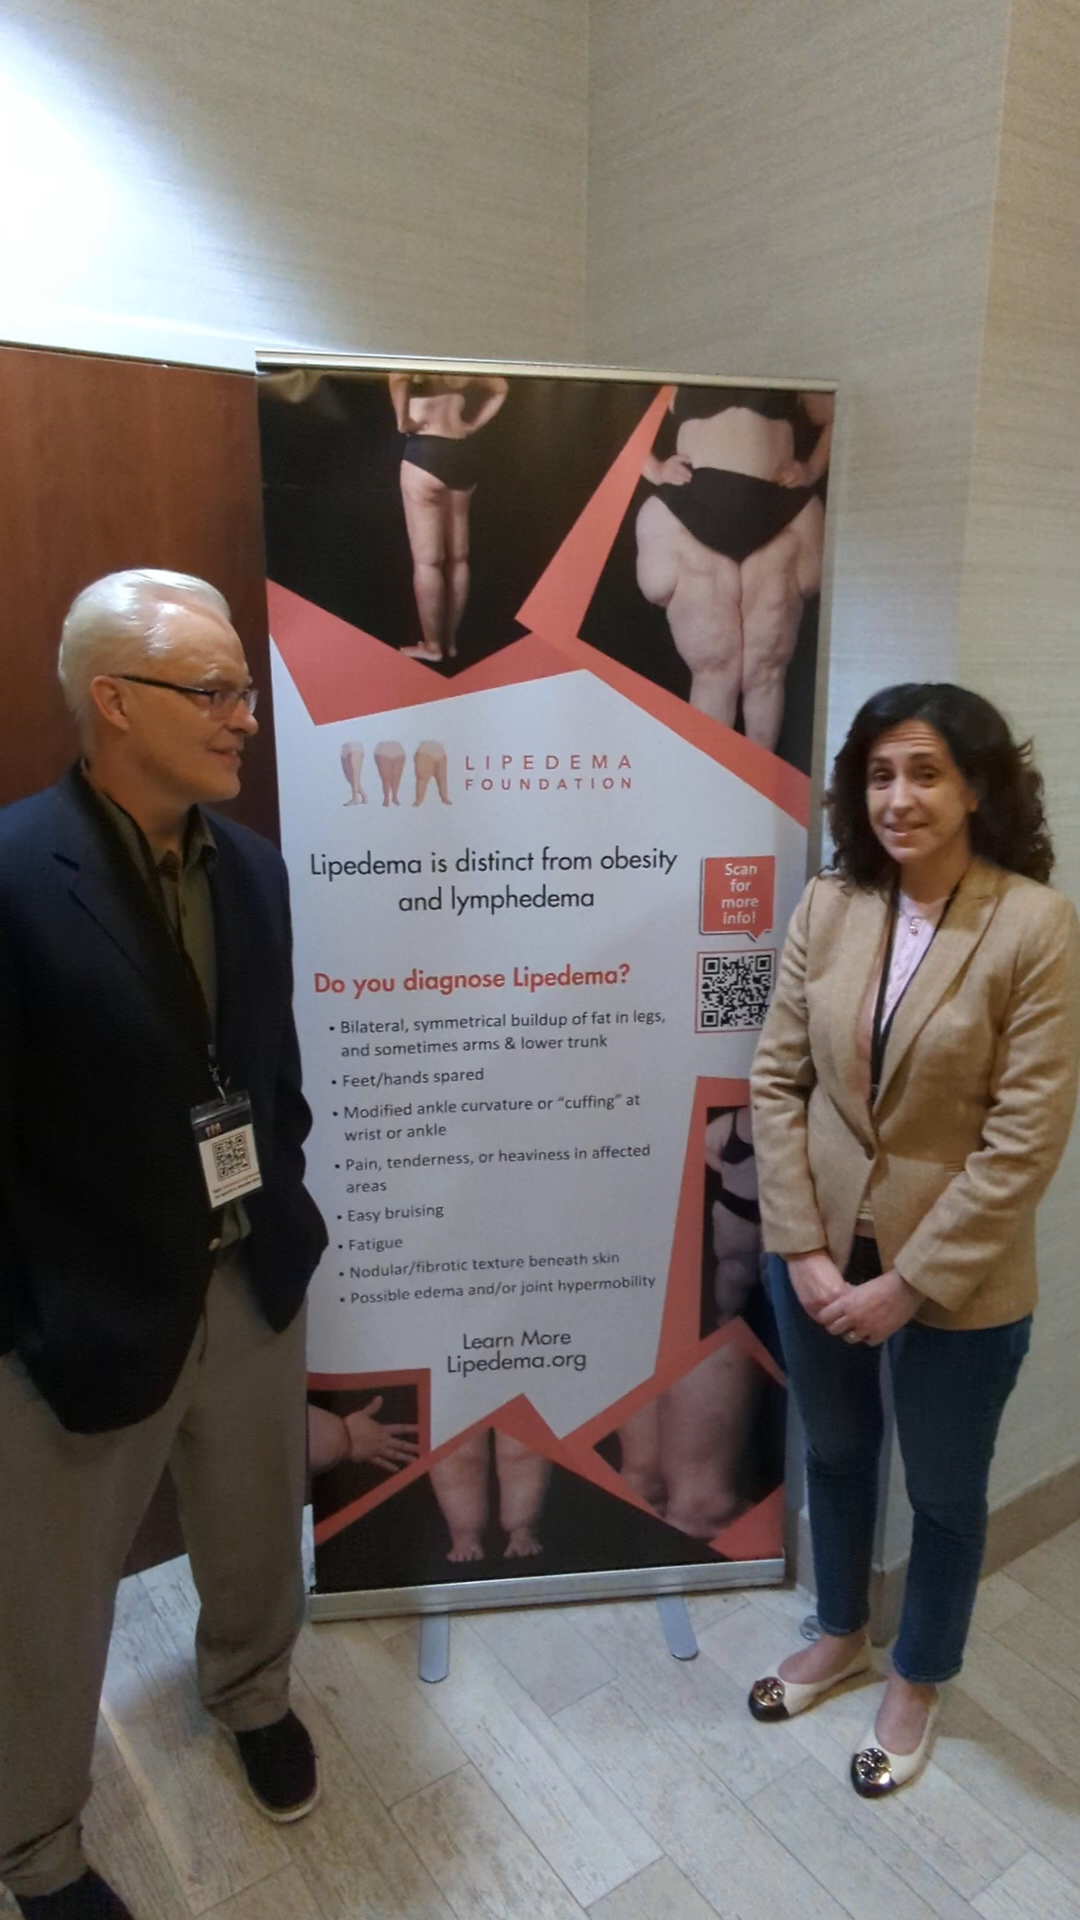 LIPEDEMA
FOUNDATION
Lipedema is distinct from obesity
and lymphedema
Scan
for
more
info!
Do you diagnose Lipedema?
• Bilateral, symmetrical buildup of fat in legs,
and sometimes arms & lower trunk
• Feet/hands spared
• Modified ankle curvature or “cuffing” at
wrist or ankle
• Pain, tenderness, or heaviness in affected
areas
• Easy bruising
• Fatigue
• Nodular/fibrotic texture beneath skin
• Possible edema and/or joint hypermobility
Learn More
Lipedema.org